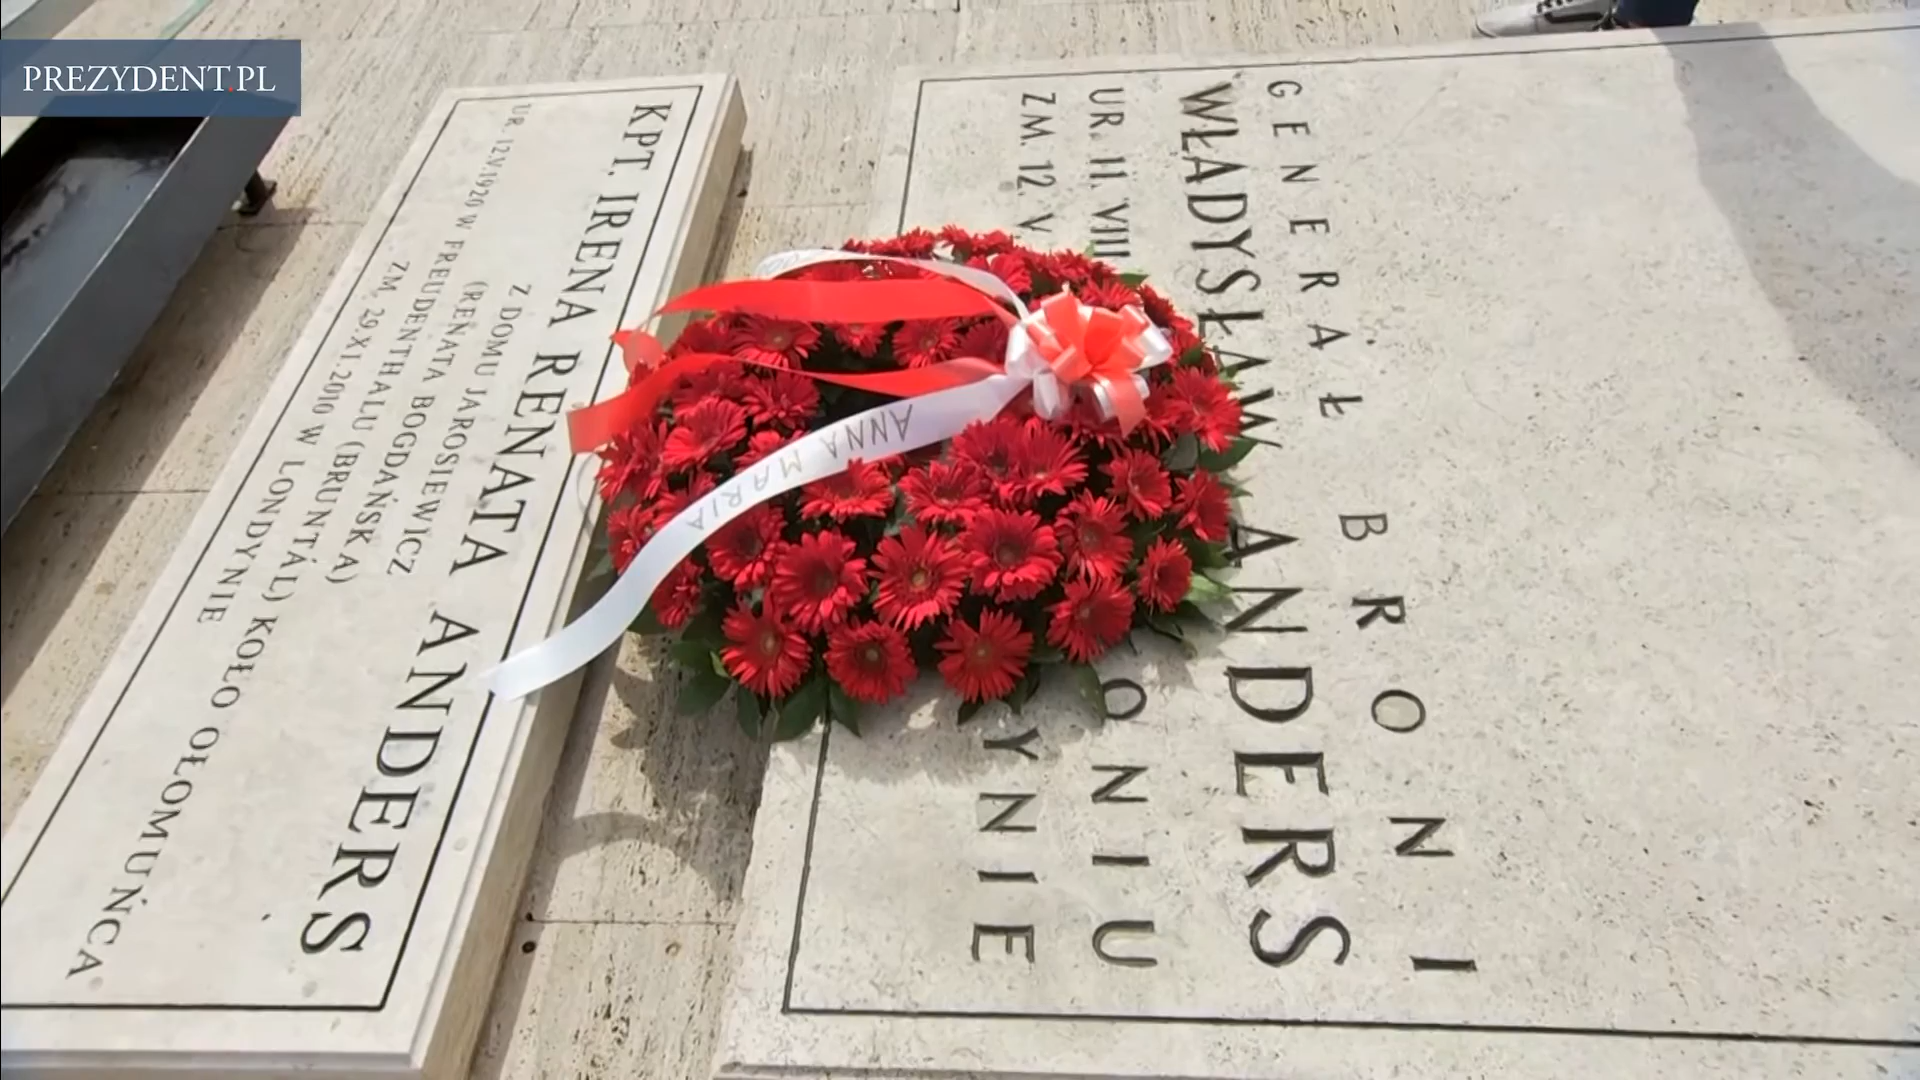 PREZYDENT.PL
GENERAŁ BRONI
WŁADYSŁAW ANDERS
UR. 11. VIII ONIU
ZM. 12. V YNIE
ANNA MARIA
KPT. IRENA RENATA ANDERS
Z DOMU JAROSIEWICZ
(RENATA BOGDAŃSKA)
UR. 12.V.1920 W FREUDENTHALU (BRUNTÁL) KOŁO OŁOMUŃCA
ZM. 29.XI.2010 W LONDYNIE